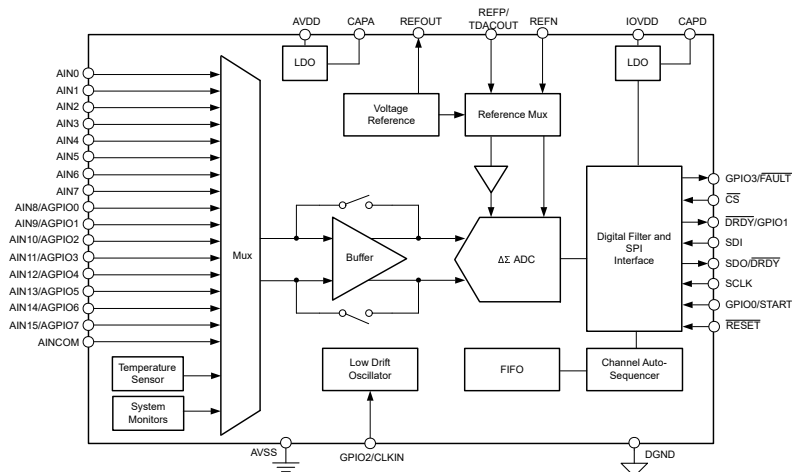 AVDD
CAPA
REFOUT
REFP/
TDACOUT
REFN
IOVDD
CAPD
LDO
LDO
AIN0
AIN1
AIN2
AIN3
AIN4
AIN5
AIN6
AIN7
AIN8/AGPIO0
AIN9/AGPIO1
AIN10/AGPIO2
AIN11/AGPIO3
AIN12/AGPIO4
AIN13/AGPIO5
AIN14/AGPIO6
AIN15/AGPIO7
AINCOM
Voltage
Reference
Reference Mux
Mux
Buffer
ΔΣ ADC
Digital Filter and
SPI
Interface
GPIO3/FAULT
CS
DRDY/GPIO1
SDI
SDO/DRDY
SCLK
GPIO0/START
RESET
Temperature
Sensor
System
Monitors
Low Drift
Oscillator
FIFO
Channel Auto-
Sequencer
AVSS
GPIO2/CLKIN
DGND